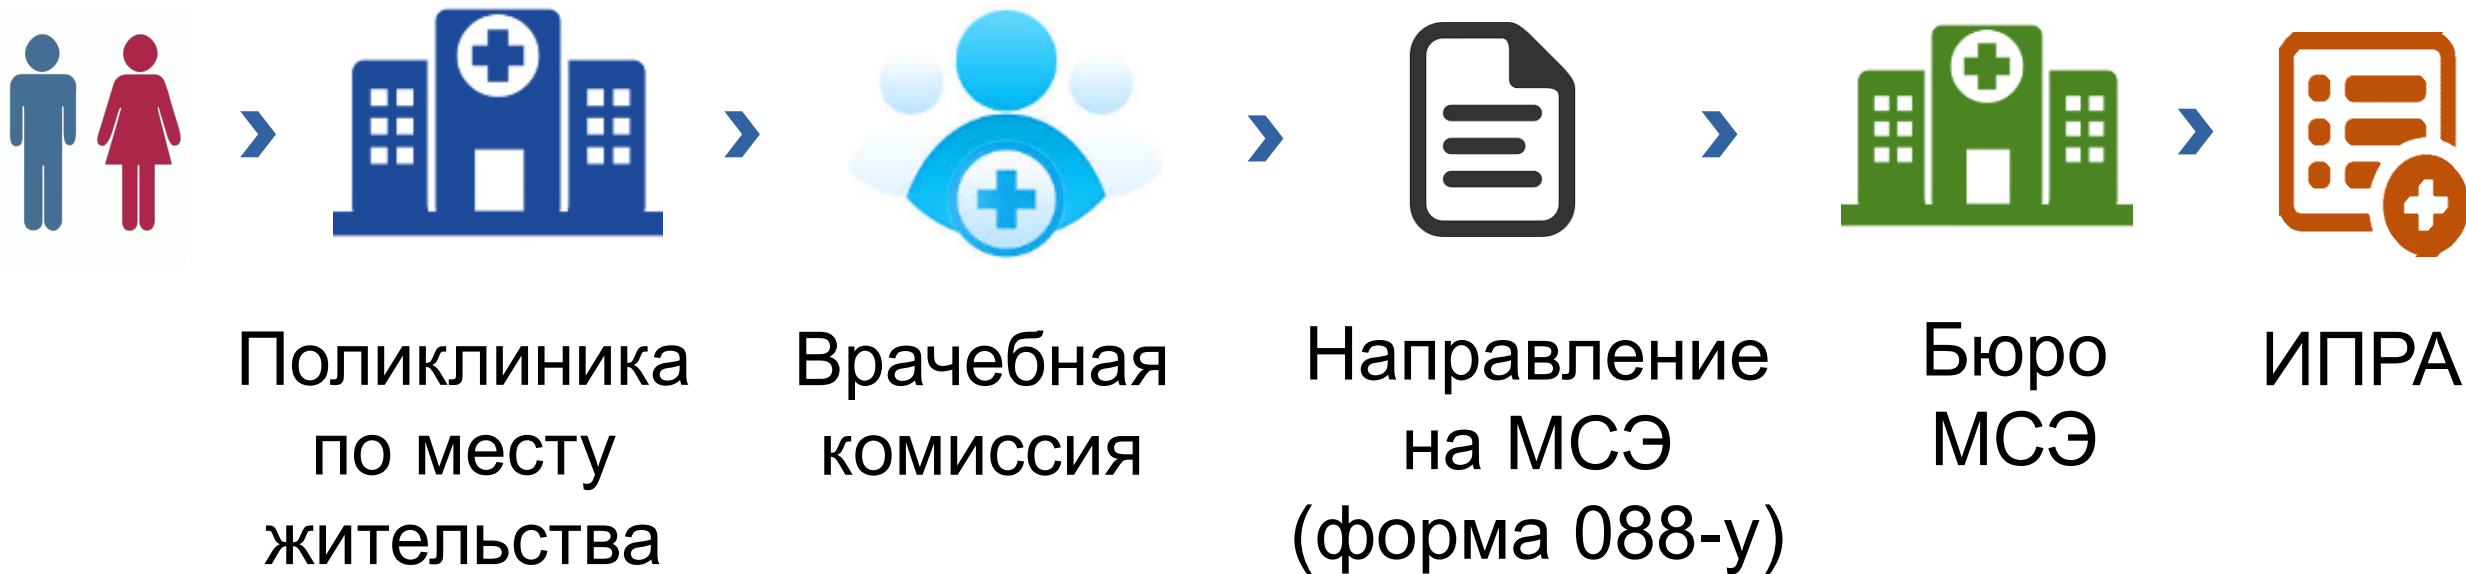 Поликлиника
по месту
жительства
Врачебная
комиссия
Направление
на МСЭ
(форма 088-у)
Бюро
МСЭ
ИПРА